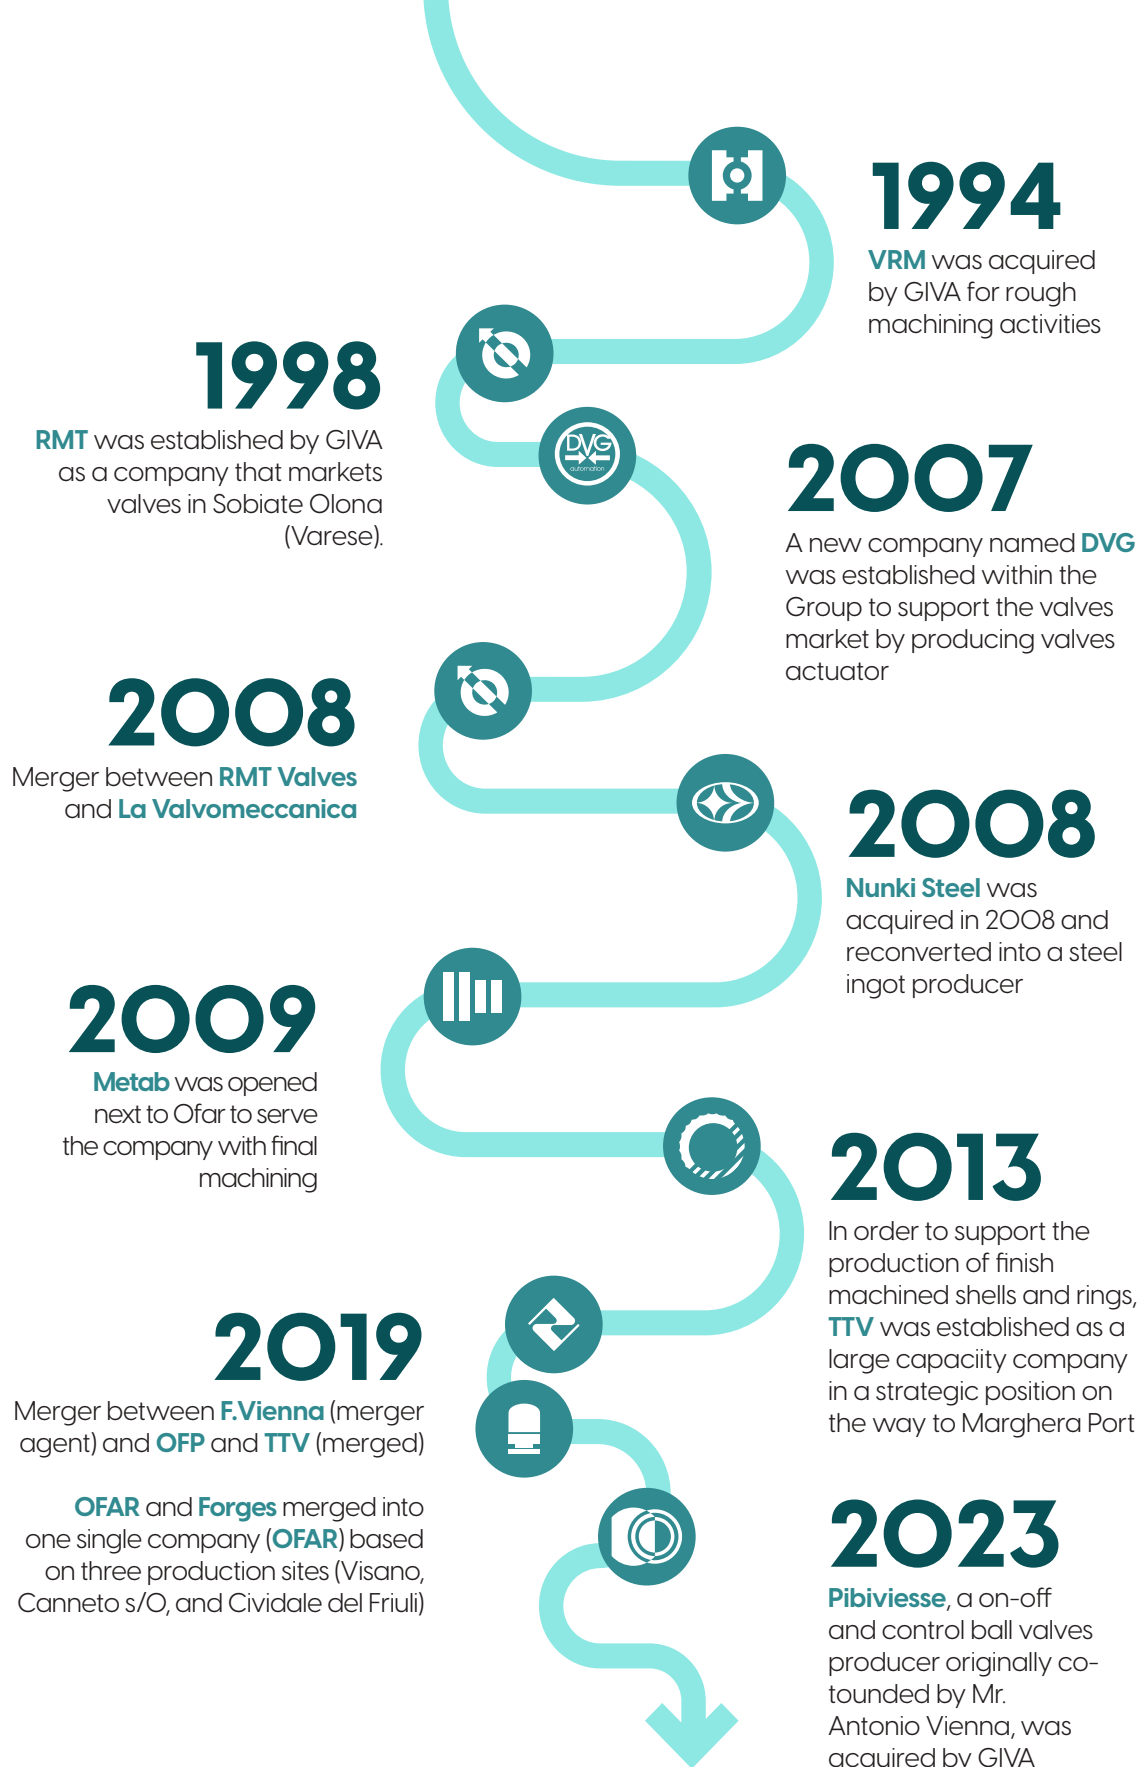 1994
VRM was acquired
by GIVA for rough
machining activities
1998
RMT was established by GIVA
as a company that markets
valves in Sobiate Olona
(Varese).
DVG
automation
2007
A new company named DVG
was established within the
Group to support the valves
market by producing valves
actuator
2008
Merger between RMT Valves
and La Valvomeccanica
2008
Nunki Steel was
acquired in 2008 and
reconverted into a steel
ingot producer
2009
Metab was opened
next to Ofar to serve
the company with final
machining
2013
In order to support the
production of finish
machined shells and rings,
TTV was established as a
large capaciity company
in a strategic position on
the way to Marghera Port
2019
Merger between F.Vienna (merger
agent) and OFP and TTV (merged)
OFAR and Forges merged into
one single company (OFAR) based
on three production sites (Visano,
Canneto s/O, and Cividale del Friuli)
2023
Pibiviesse, a on-off
and control ball valves
producer originally co-
tounded by Mr.
Antonio Vienna, was
acquired by GIVA